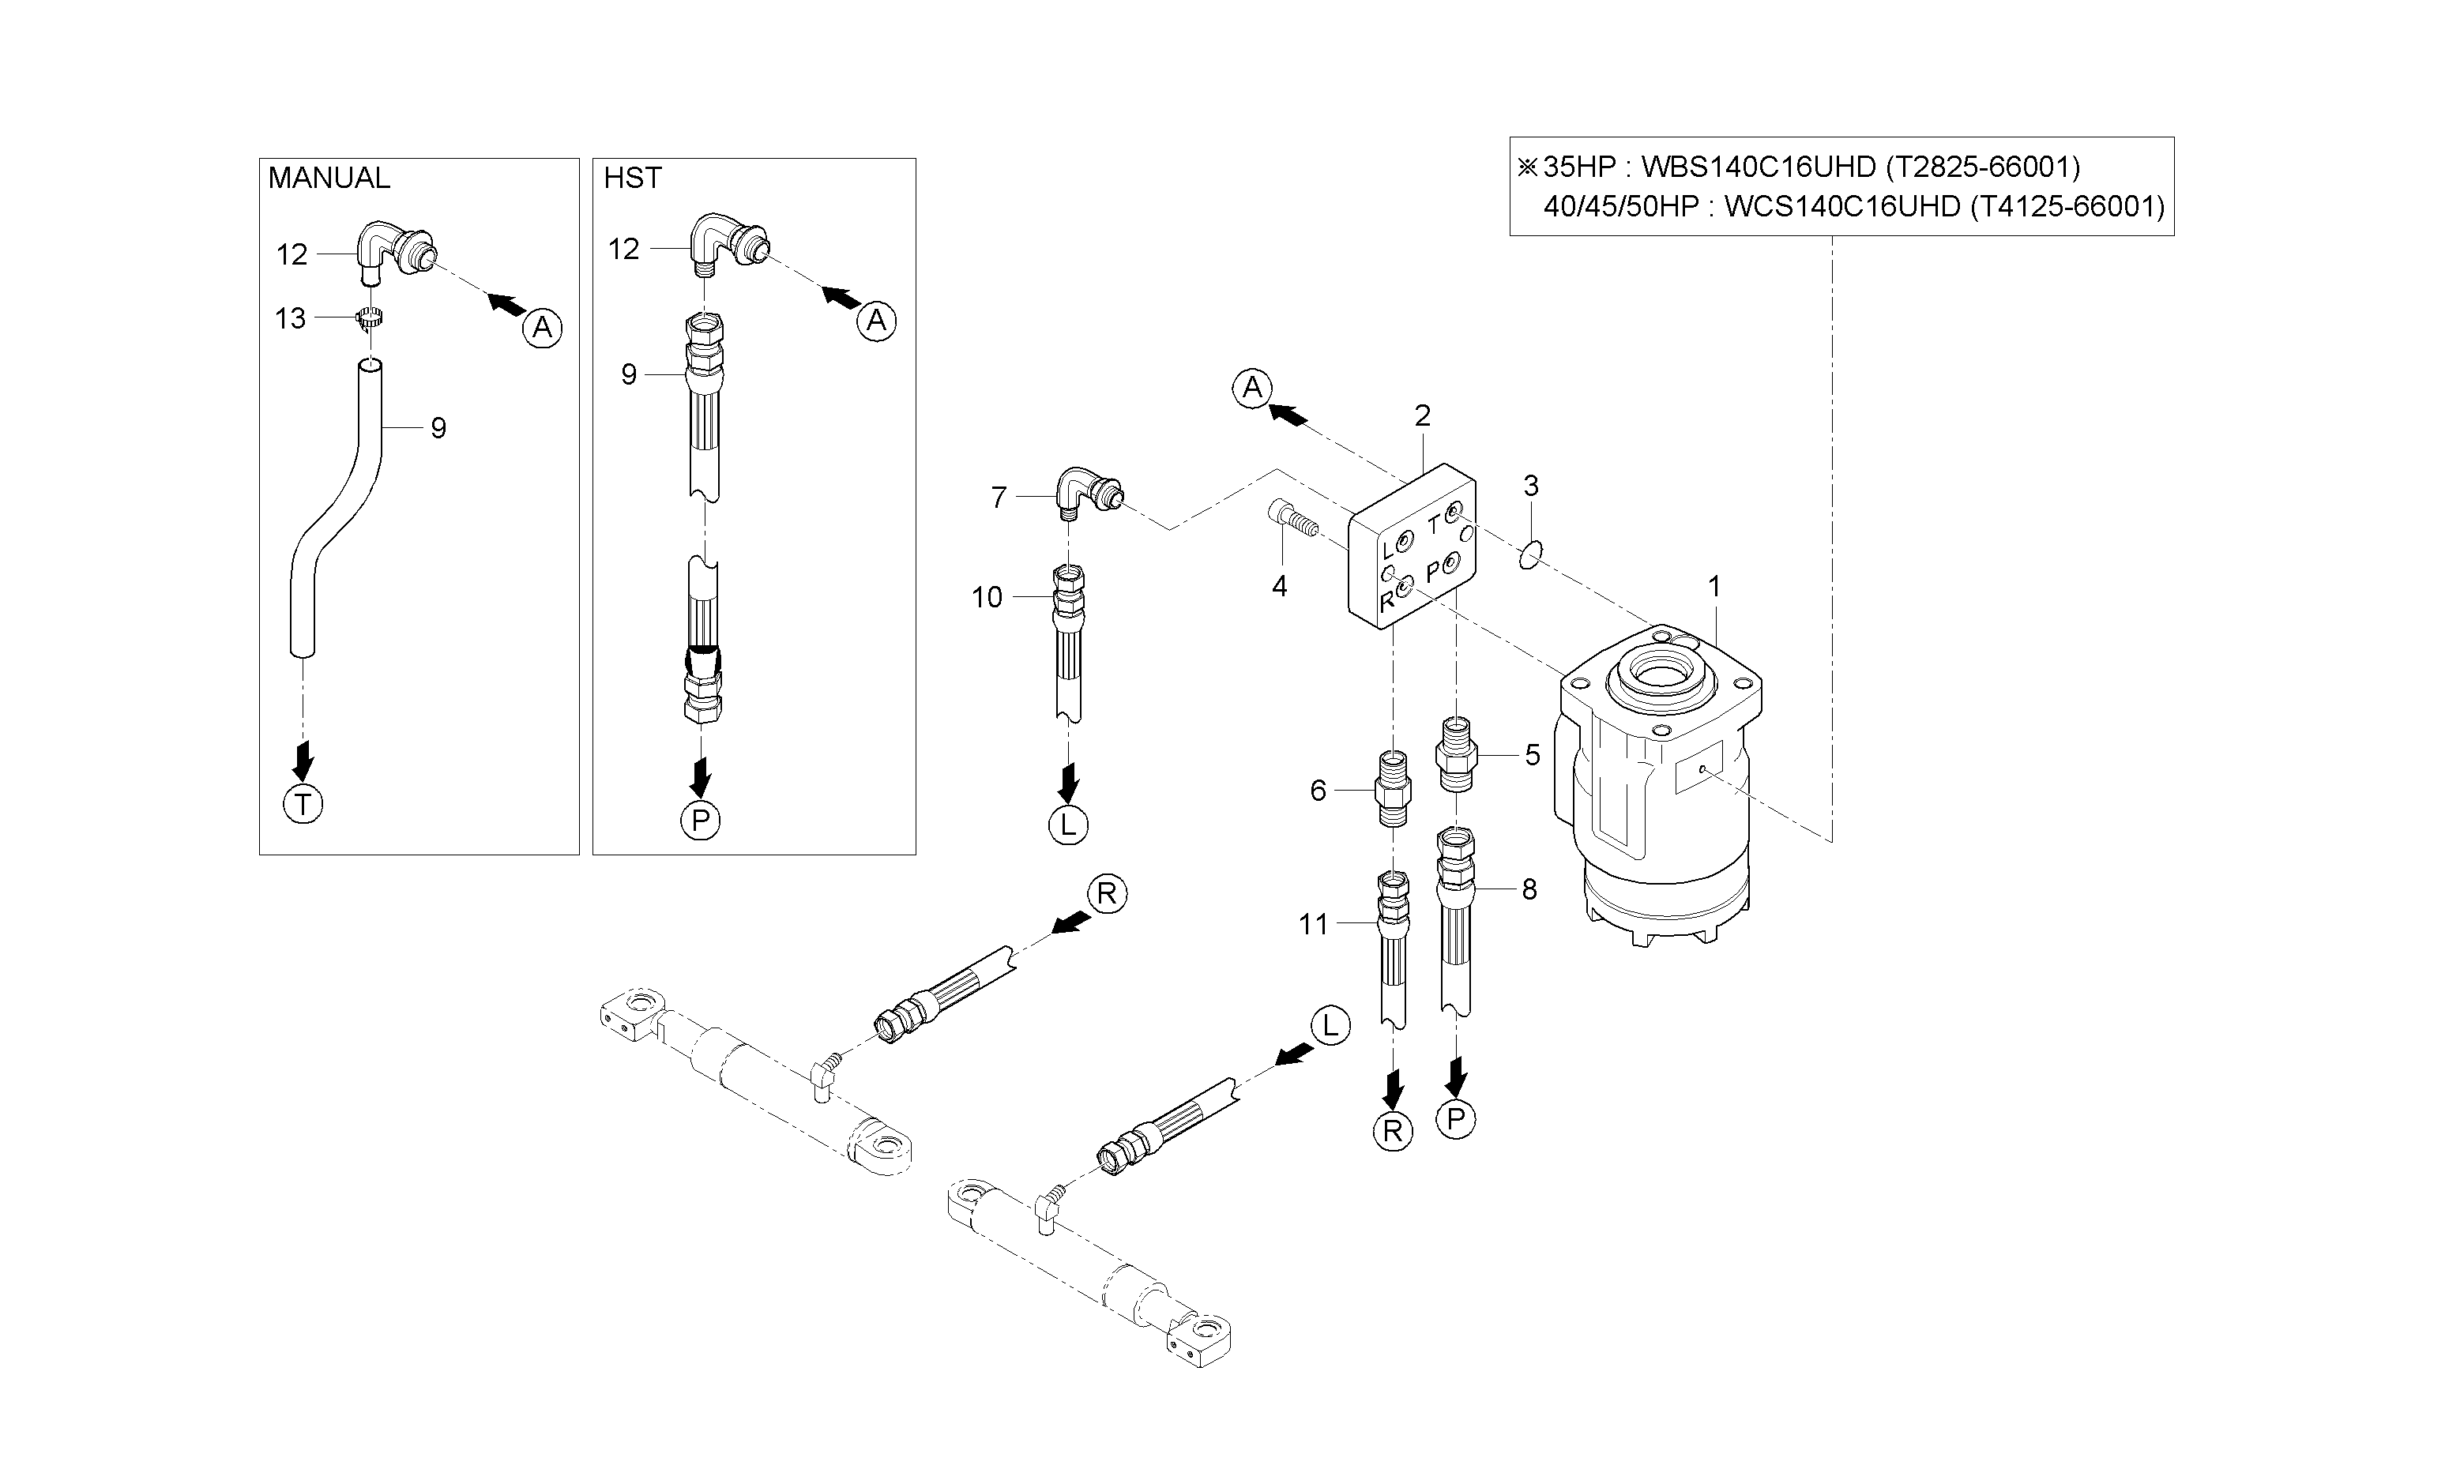 MANUAL
12
13
A
9
T
HST
12
A
9
P
※ 35HP : WBS140C16UHD (T2825-66001)
40/45/50HP : WCS140C16UHD (T4125-66001)
A
2
7
3
4
L
T
P
R
10
1
L
5
6
8
11
R
P
R
L